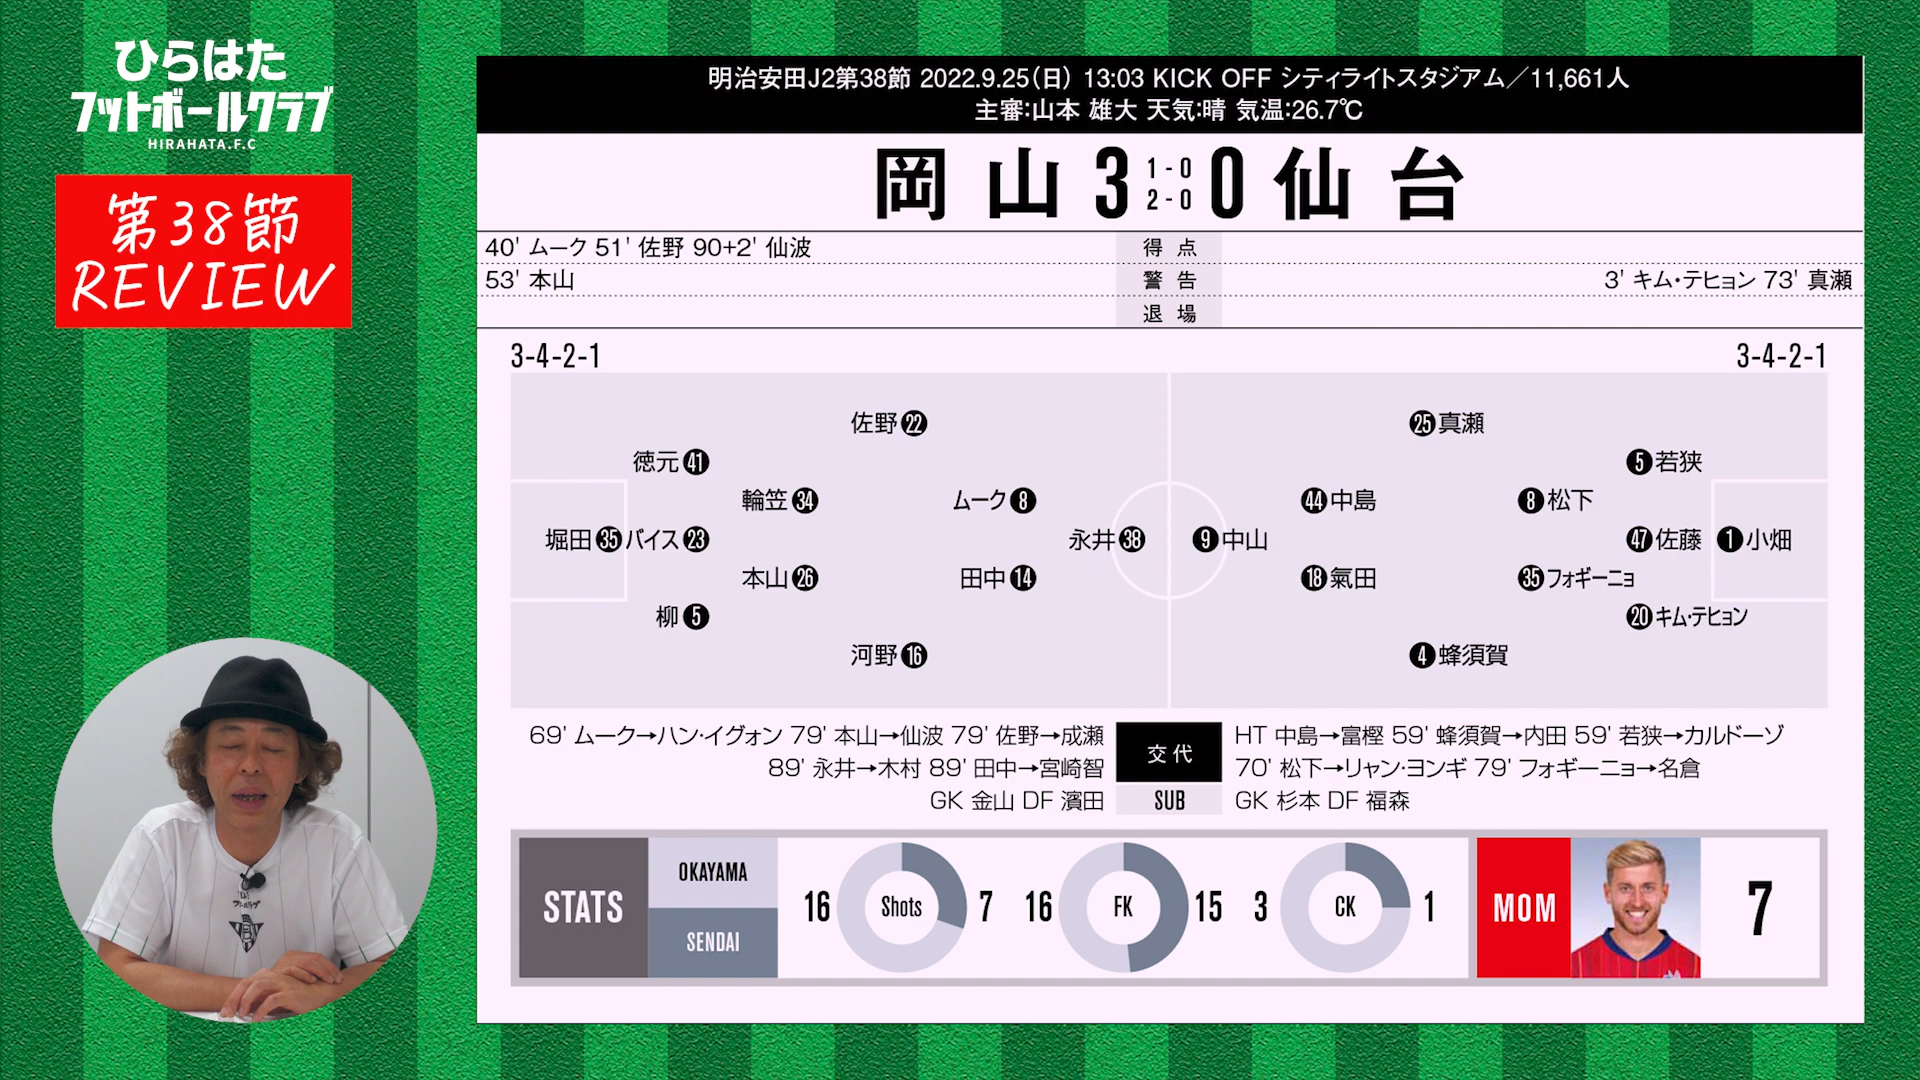 ひらはた
フットボールクラブ
HIRAHATA.F.C
第38節
REVIEW
明治安田J2第38節 2022.9.25(日) 13:03 KICK OFF シティライトスタジアム/11,661人
主審:山本 雄大 天気:晴 気温:26.7℃
岡山 3 1-0 2-0 0 仙台
40' ムーク 51' 佐野 90+2' 仙波 得点
53' 本山 警告 3' キム・テヒョン 73' 真瀬
退場
3-4-2-1 3-4-2-1
佐野 22 25 真瀬
徳元 41 5 若狭
輪笠 34 ムーク 8 44 中島 8 松下
堀田 35 バイス 23 永井 38 9 中山 47 佐藤 1 小畑
本山 26 田中 14 18 氣田 35 フォギーニョ
柳 5 20 キム・テヒョン
河野 16 4 蜂須賀
69' ムーク→ハン・イグォン 79' 本山→仙波 79' 佐野→成瀬
89' 永井→木村 89' 田中→宮崎智
交代
HT 中島→富樫 59' 蜂須賀→内田 59' 若狭→カルドーゾ
70' 松下→リャン・ヨンギ 79' フォギーニョ→名倉
GK 金山 DF 濱田 SUB GK 杉本 DF 福森
STATS
OKAYAMA
SENDAI
16 Shots 7 16 FK 15 3 CK 1
MOM 7